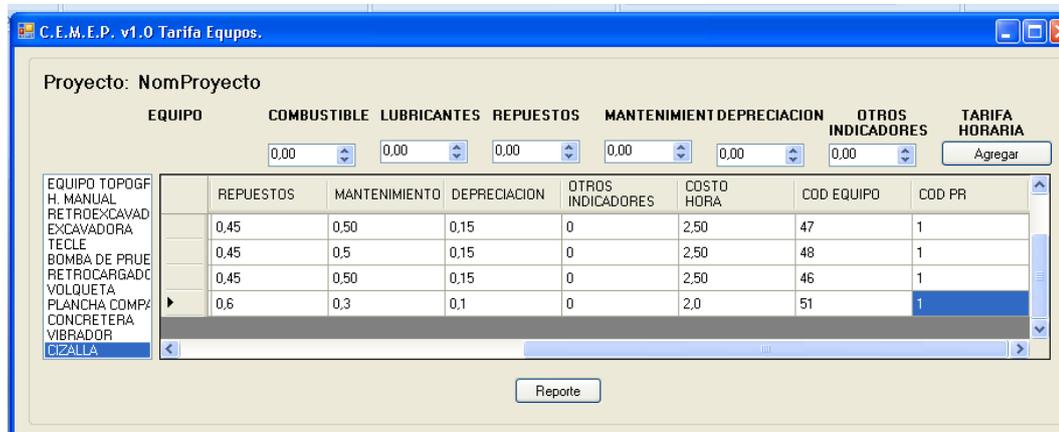 C.E.M.E.P. v1.0 Tarifa Equpos.
Proyecto: NomProyecto
EQUIPO COMBUSTIBLE LUBRICANTES REPUESTOS MANTENIMIENT DEPRECIACION OTROS INDICADORES TARIFA HORARIA
0,00 0,00 0,00 0,00 0,00 0,00 Agregar
EQUIPO TOPOGF
H. MANUAL
RETROEXCAVAD
EXCAVADORA
TECLE
BOMBA DE PRUE
RETROCARGADO
VOLQUETA
PLANCHA COMPA
CONCRETERA
VIBRADOR
CIZALLA
REPUESTOS MANTENIMIENTO DEPRECIACION OTROS INDICADORES COSTO HORA COD EQUIPO COD PR
0,45 0,50 0,15 0 2,50 47 1
0,45 0,5 0,15 0 2,50 48 1
0,45 0,50 0,15 0 2,50 46 1
0,6 0,3 0,1 0 2,0 51 1
Reporte